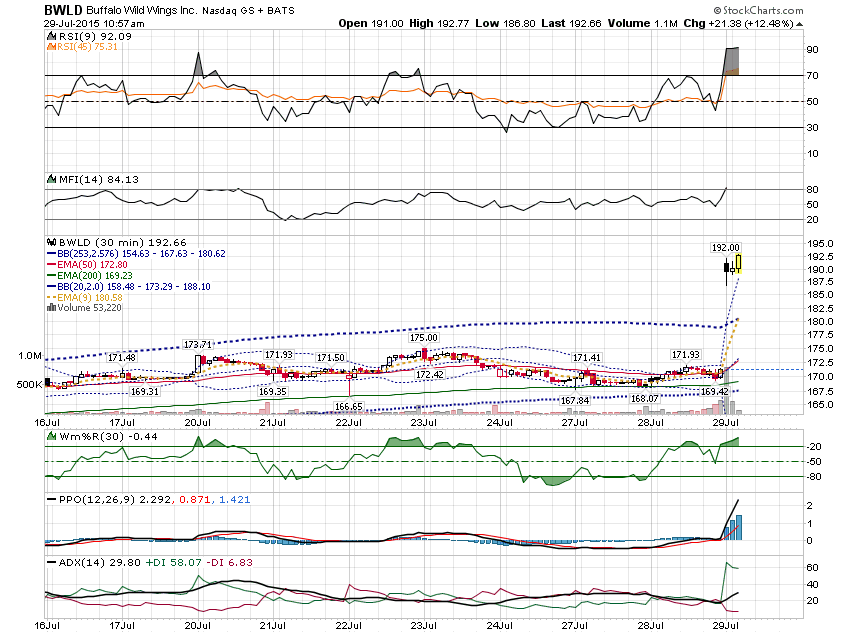 BWLD Buffalo Wild Wings Inc. Nasdaq GS + BATS
© StockCharts.com
29-Jul-2015 10:57am
Open 191.00 High 192.77 Low 186.80 Last 192.66 Volume 1.1M Chg +21.38 (+12.48%)
RSI(9) 92.09
RSI(45) 75.31
90
70
50
30
10
MFI(14) 84.13
80
50
20
BWLD (30 min) 192.66
BB(253,2.576) 154.63 - 167.63 - 180.62
EMA(50) 172.80
EMA(200) 169.23
BB(20,2.0) 158.48 - 173.29 - 188.10
EMA(9) 180.58
Volume 53,220
192.00
195.0
192.5
190.0
187.5
185.0
182.5
180.0
177.5
175.0
172.5
170.0
167.5
165.0
1.0M
500K
171.48
173.71
171.93
171.50
175.00
171.41
171.93
169.31
169.35
166.65
172.42
167.84
168.07
169.42
16Jul 17Jul 20Jul 21Jul 22Jul 23Jul 24Jul 27Jul 28Jul 29Jul
Wm%R(30) -0.44
-20
-50
-80
PPO(12,26,9) 2.292, 0.871, 1.421
2
1
0
ADX(14) 29.80 +DI 58.07 -DI 6.83
60
40
20
16Jul 17Jul 20Jul 21Jul 22Jul 23Jul 24Jul 27Jul 28Jul 29Jul